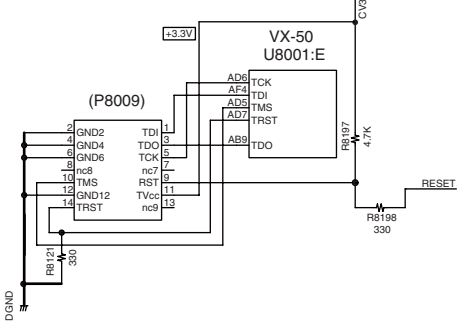 CV3
+3.3V
VX-50
U8001:E
AD6 TCK
AF4 TDI
AD5 TMS
AD7 TRST
AB9 TDO
(P8009)
2 GND2 TDI 1
4 GND4 TDO 3
6 GND6 TCK 5
8 nc8 nc7 7
10 TMS RST 9
12 GND12 TVcc 11
14 TRST nc9 13
R8197
4.7K
RESET
R8198
330
R8121
330
DGND